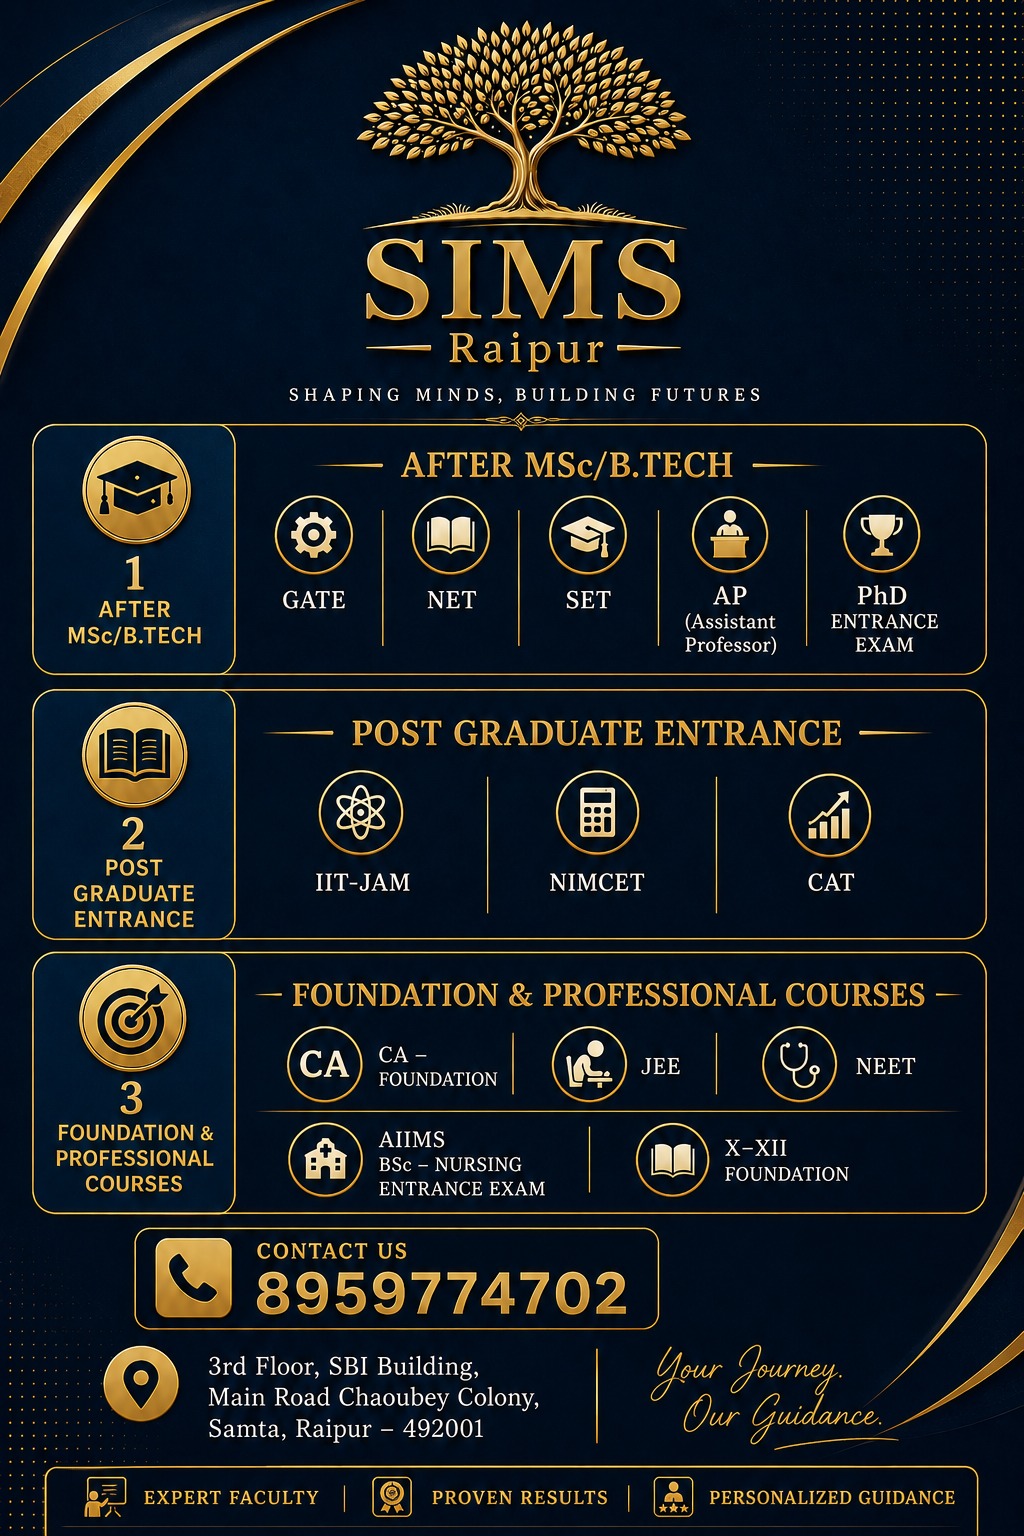 SIMS
Raipur
SHAPING MINDS, BUILDING FUTURES
1
AFTER
MSc/B.TECH
AFTER MSc/B.TECH
GATE
NET
SET
AP
(Assistant
Professor)
PhD
ENTRANCE
EXAM
2
POST
GRADUATE
ENTRANCE
POST GRADUATE ENTRANCE
IIT-JAM
NIMCET
CAT
3
FOUNDATION &
PROFESSIONAL
COURSES
FOUNDATION & PROFESSIONAL COURSES
CA
CA –
FOUNDATION
JEE
NEET
AIIMS
BSc – NURSING
ENTRANCE EXAM
X–XII
FOUNDATION
CONTACT US
8959774702
3rd Floor, SBI Building,
Main Road Chaoubey Colony,
Samta, Raipur – 492001
Your Journey.
Our Guidance.
EXPERT FACULTY
PROVEN RESULTS
PERSONALIZED GUIDANCE